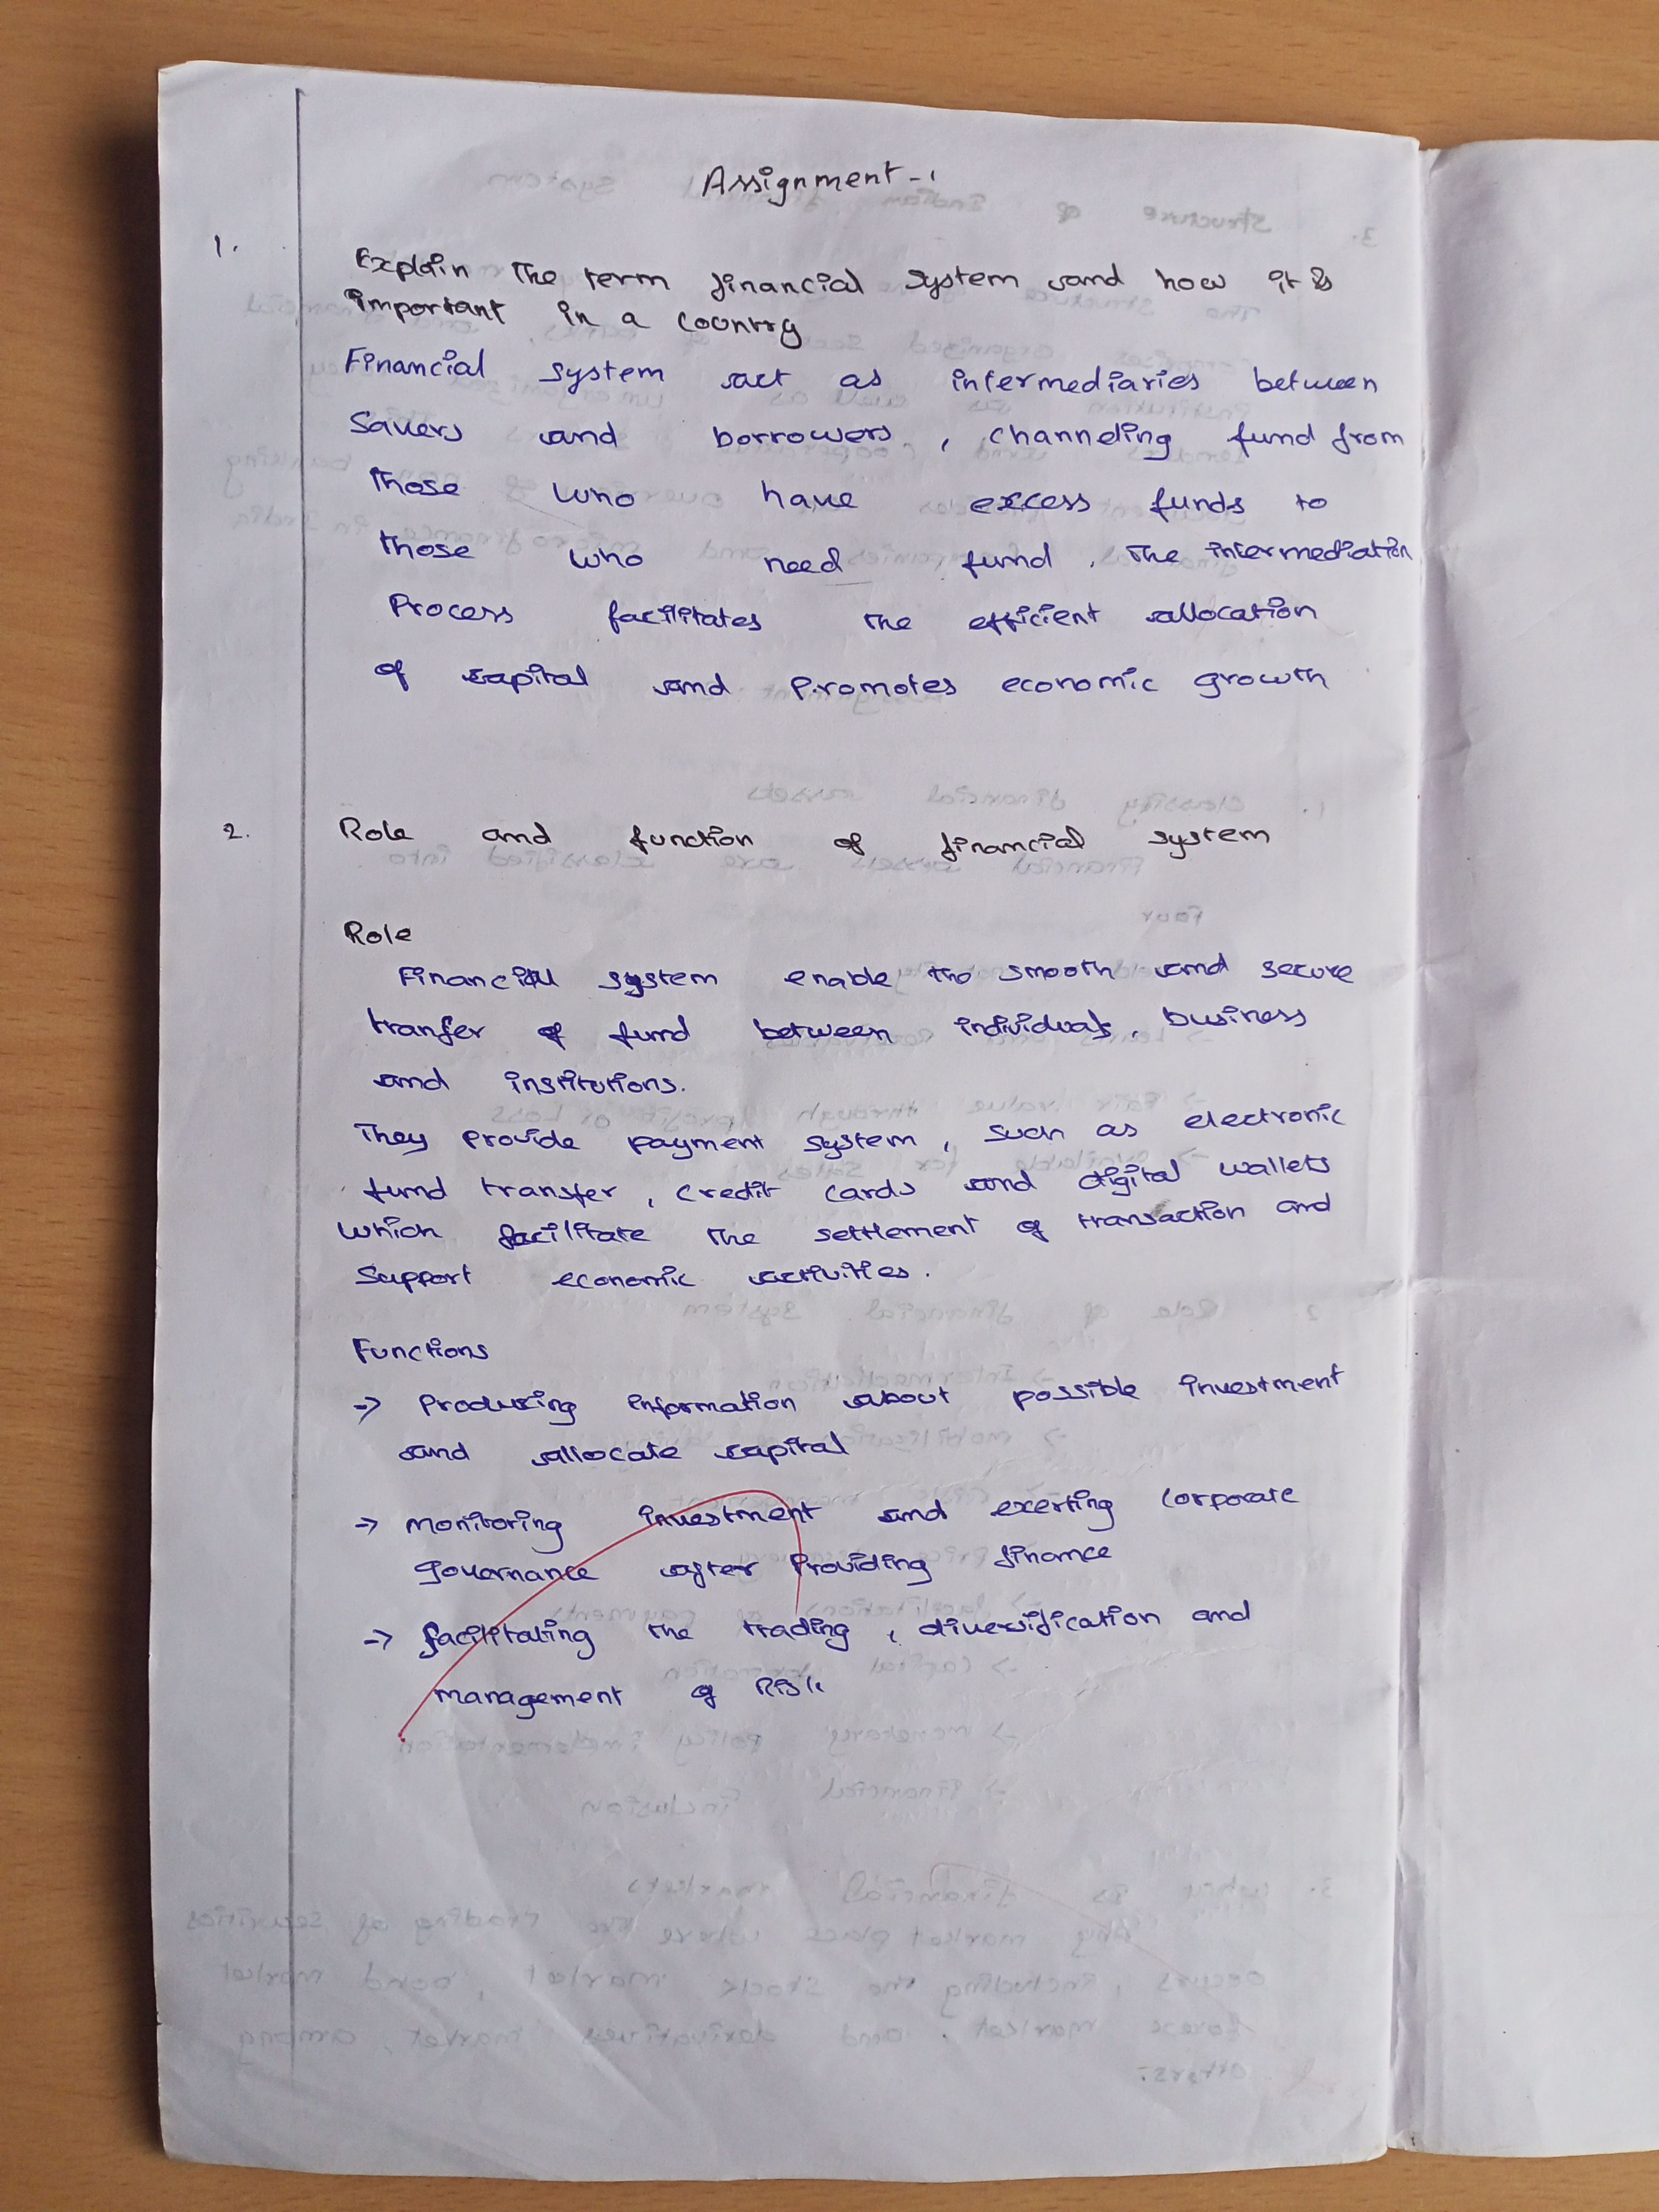 Assignment - 1
1.
Explain The term financial system and how it is
important in a country
Financial system act as intermediaries between
Savers and borrowers , channeling fund from
Those who have excess funds to
those who need fund . The intermediation
Process facilitates the efficient allocation
of capital and Promotes economic growth
2. Role and function of financial system
Role
Financial system enable the smooth and secure
tranfer of fund between individuals, business
and institutions.
They provide payment system , such as electronic
fund transfer , credit cards and digital wallets
which facilitate the settlement of transaction and
Support economic activities .
Functions
→ Producing information about possible investment
and allocate capital
→ monitoring investment and exerting corporate
governance after Providing finance
→ facilitating the trading , diversification and
management of Risk